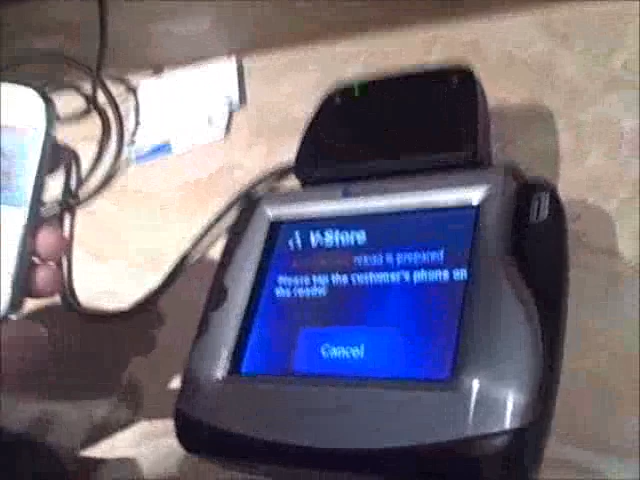 V-Store
is prepared
Please tap the customer's phone on
the reader
Cancel